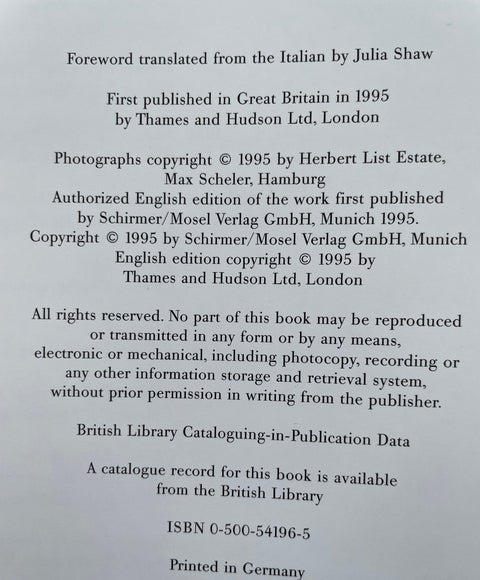 Foreword translated from the Italian by Julia Shaw
First published in Great Britain in 1995
by Thames and Hudson Ltd, London
Photographs copyright © 1995 by Herbert List Estate,
Max Scheler, Hamburg
Authorized English edition of the work first published
by Schirmer/Mosel Verlag GmbH, Munich 1995.
Copyright © 1995 by Schirmer/Mosel Verlag GmbH, Munich
English edition copyright © 1995 by
Thames and Hudson Ltd, London
All rights reserved. No part of this book may be reproduced
or transmitted in any form or by any means,
electronic or mechanical, including photocopy, recording or
any other information storage and retrieval system,
without prior permission in writing from the publisher.
British Library Cataloguing-in-Publication Data
A catalogue record for this book is available
from the British Library
ISBN 0-500-54196-5
Printed in Germany